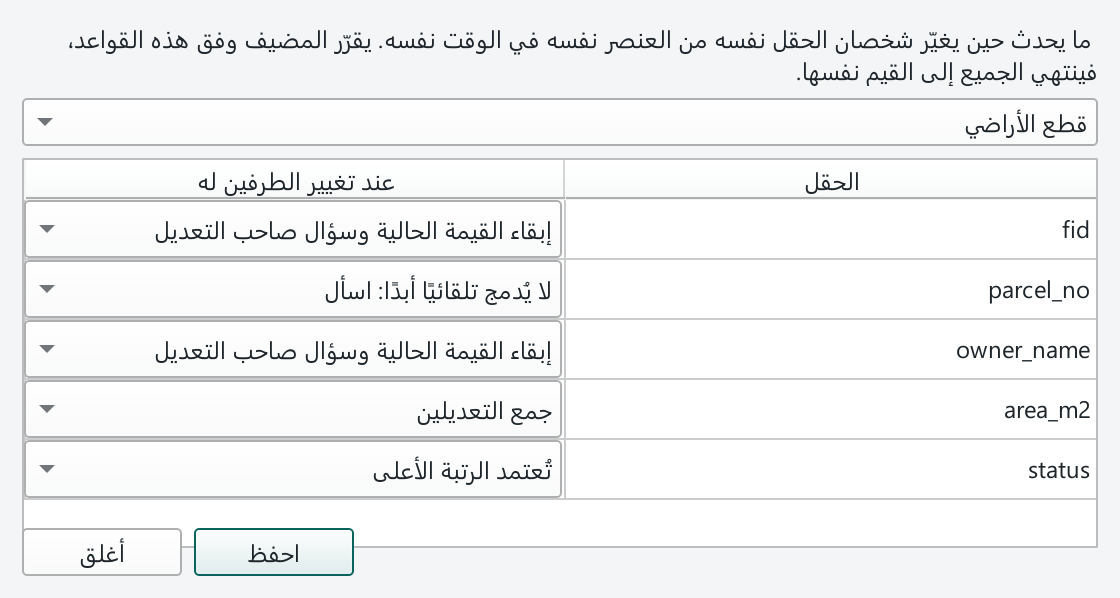 ما يحدث حين يغيّر شخصان الحقل نفسه من العنصر نفسه في الوقت نفسه. يقرّر المضيف وفق هذه القواعد،
فينتهي الجميع إلى القيم نفسها.
قطع الأراضي
الحقل
عند تغيير الطرفين له
fid
إبقاء القيمة الحالية وسؤال صاحب التعديل
parcel_no
لا يُدمج تلقائيًا أبدًا: اسأل
owner_name
إبقاء القيمة الحالية وسؤال صاحب التعديل
area_m2
جمع التعديلين
status
تُعتمد الرتبة الأعلى
احفظ
أغلق